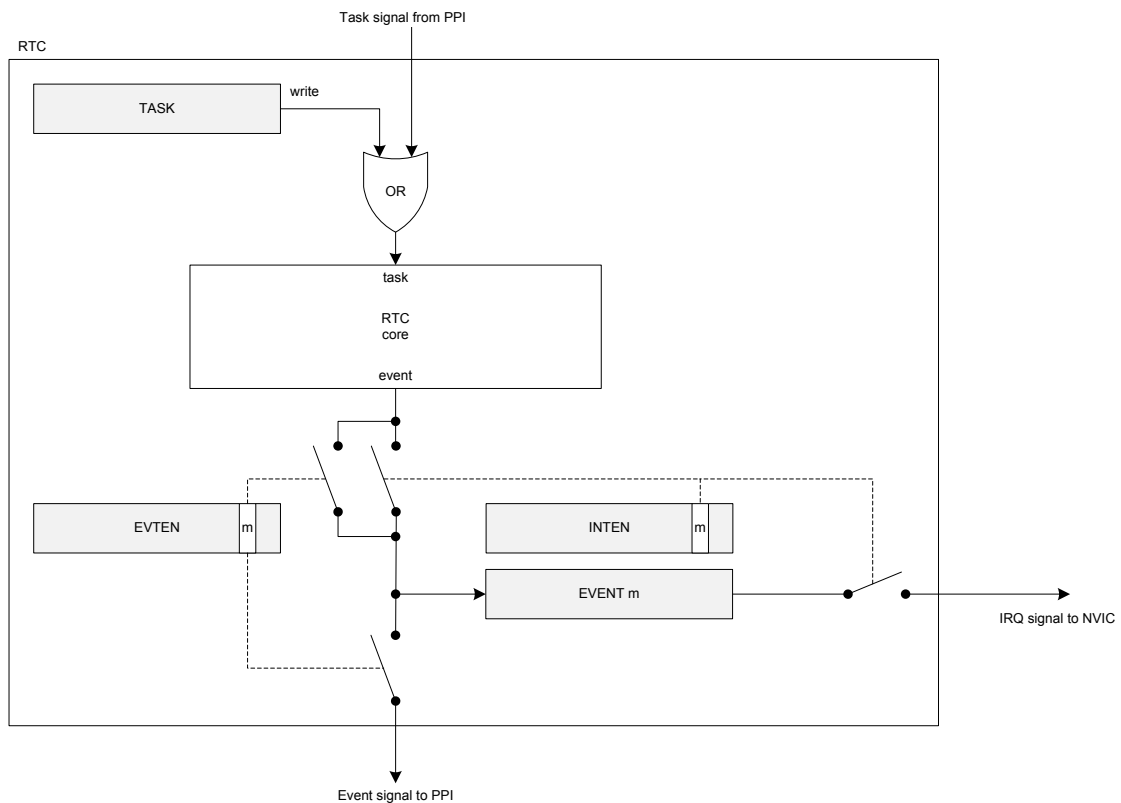 Task signal from PPI
RTC
write
TASK
OR
task
RTC
core
event
EVTEN
m
INTEN
m
EVENT m
IRQ signal to NVIC
Event signal to PPI